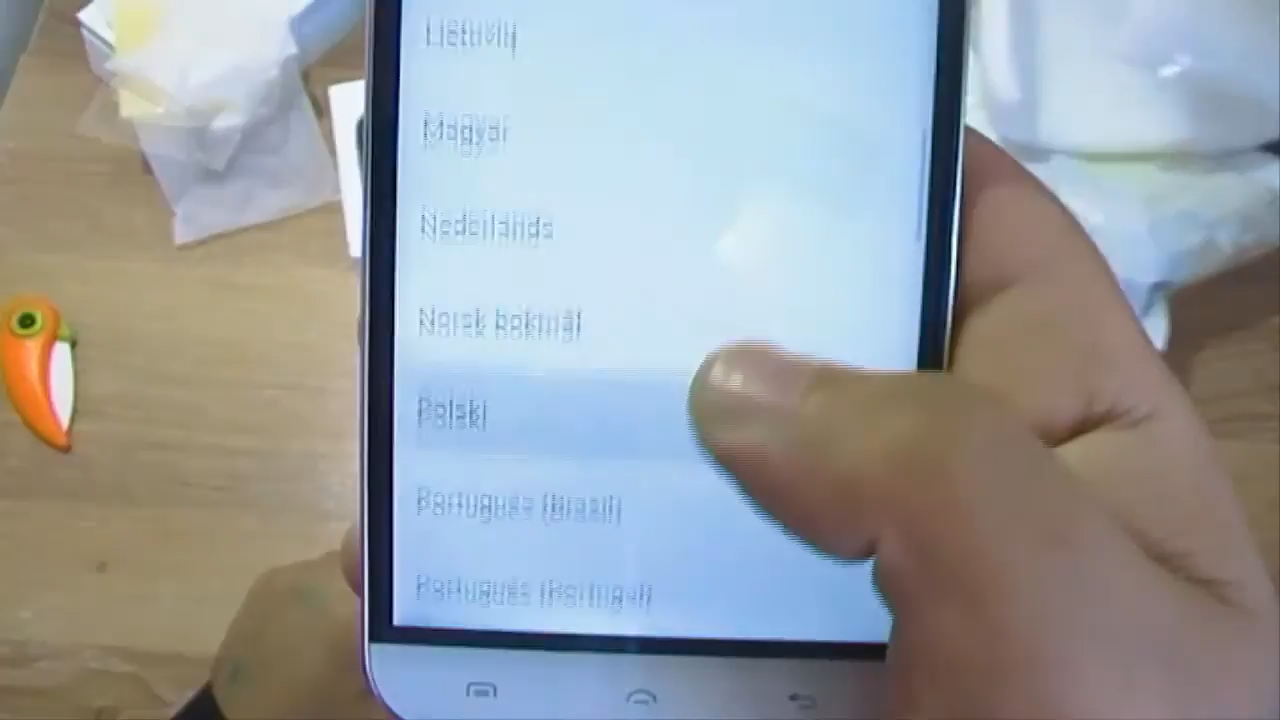 Lietuvių
Magyar
Nederlands
Norsk bokmål
Polski
Português (Brasil)
Português (Portugal)